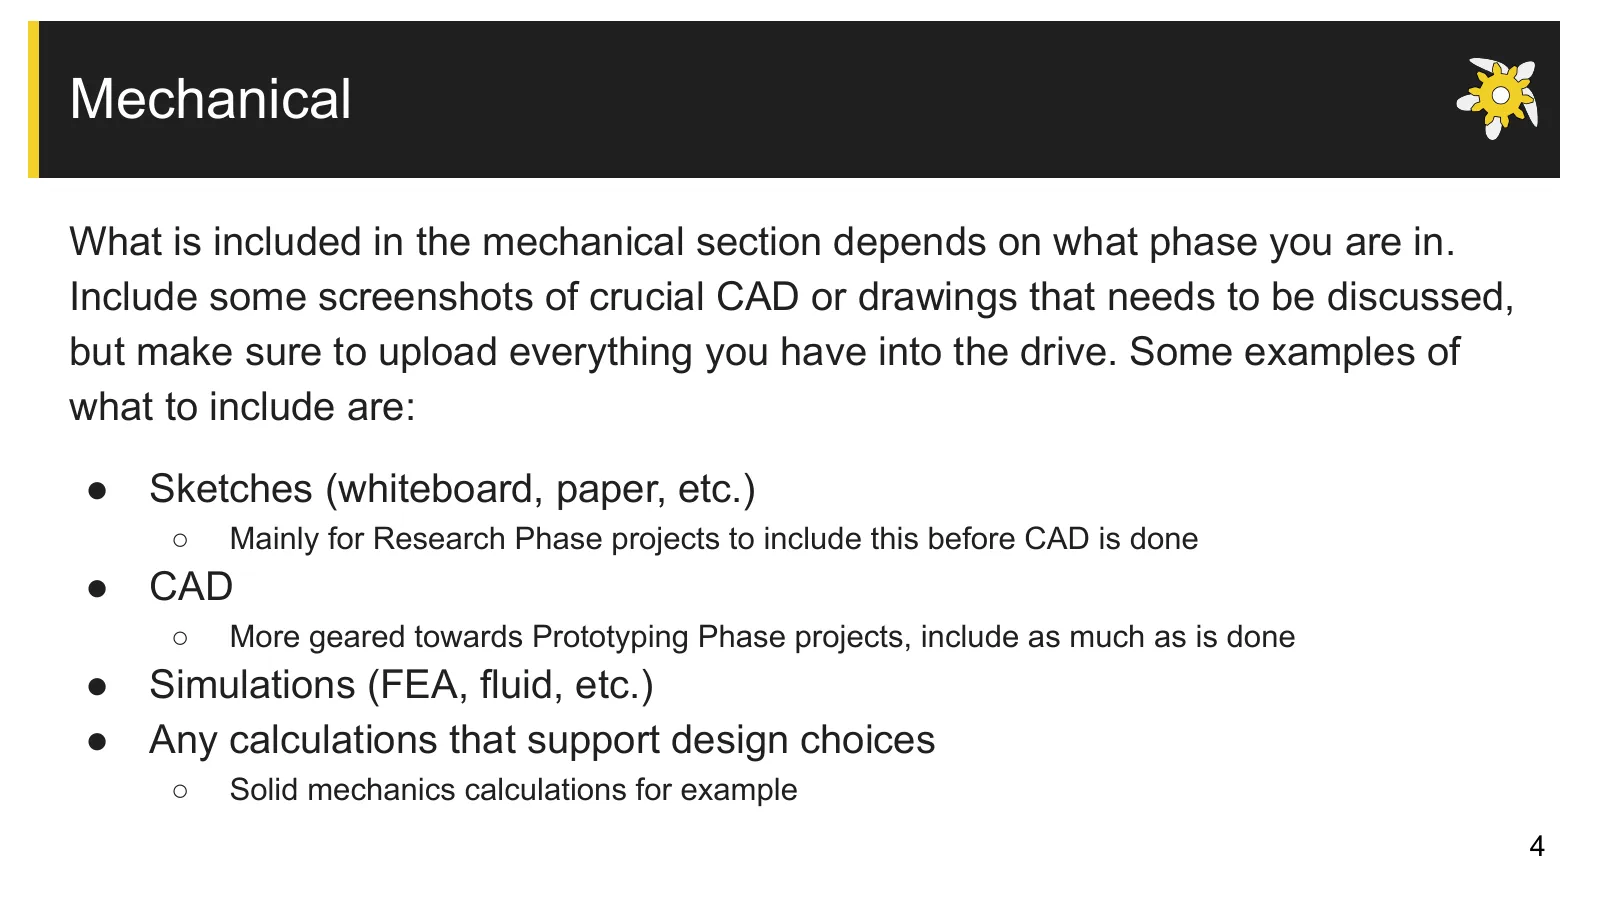 Mechanical
What is included in the mechanical section depends on what phase you are in.
Include some screenshots of crucial CAD or drawings that needs to be discussed,
but make sure to upload everything you have into the drive. Some examples of
what to include are:
● Sketches (whiteboard, paper, etc.)
○ Mainly for Research Phase projects to include this before CAD is done
● CAD
○ More geared towards Prototyping Phase projects, include as much as is done
● Simulations (FEA, fluid, etc.)
● Any calculations that support design choices
○ Solid mechanics calculations for example
4